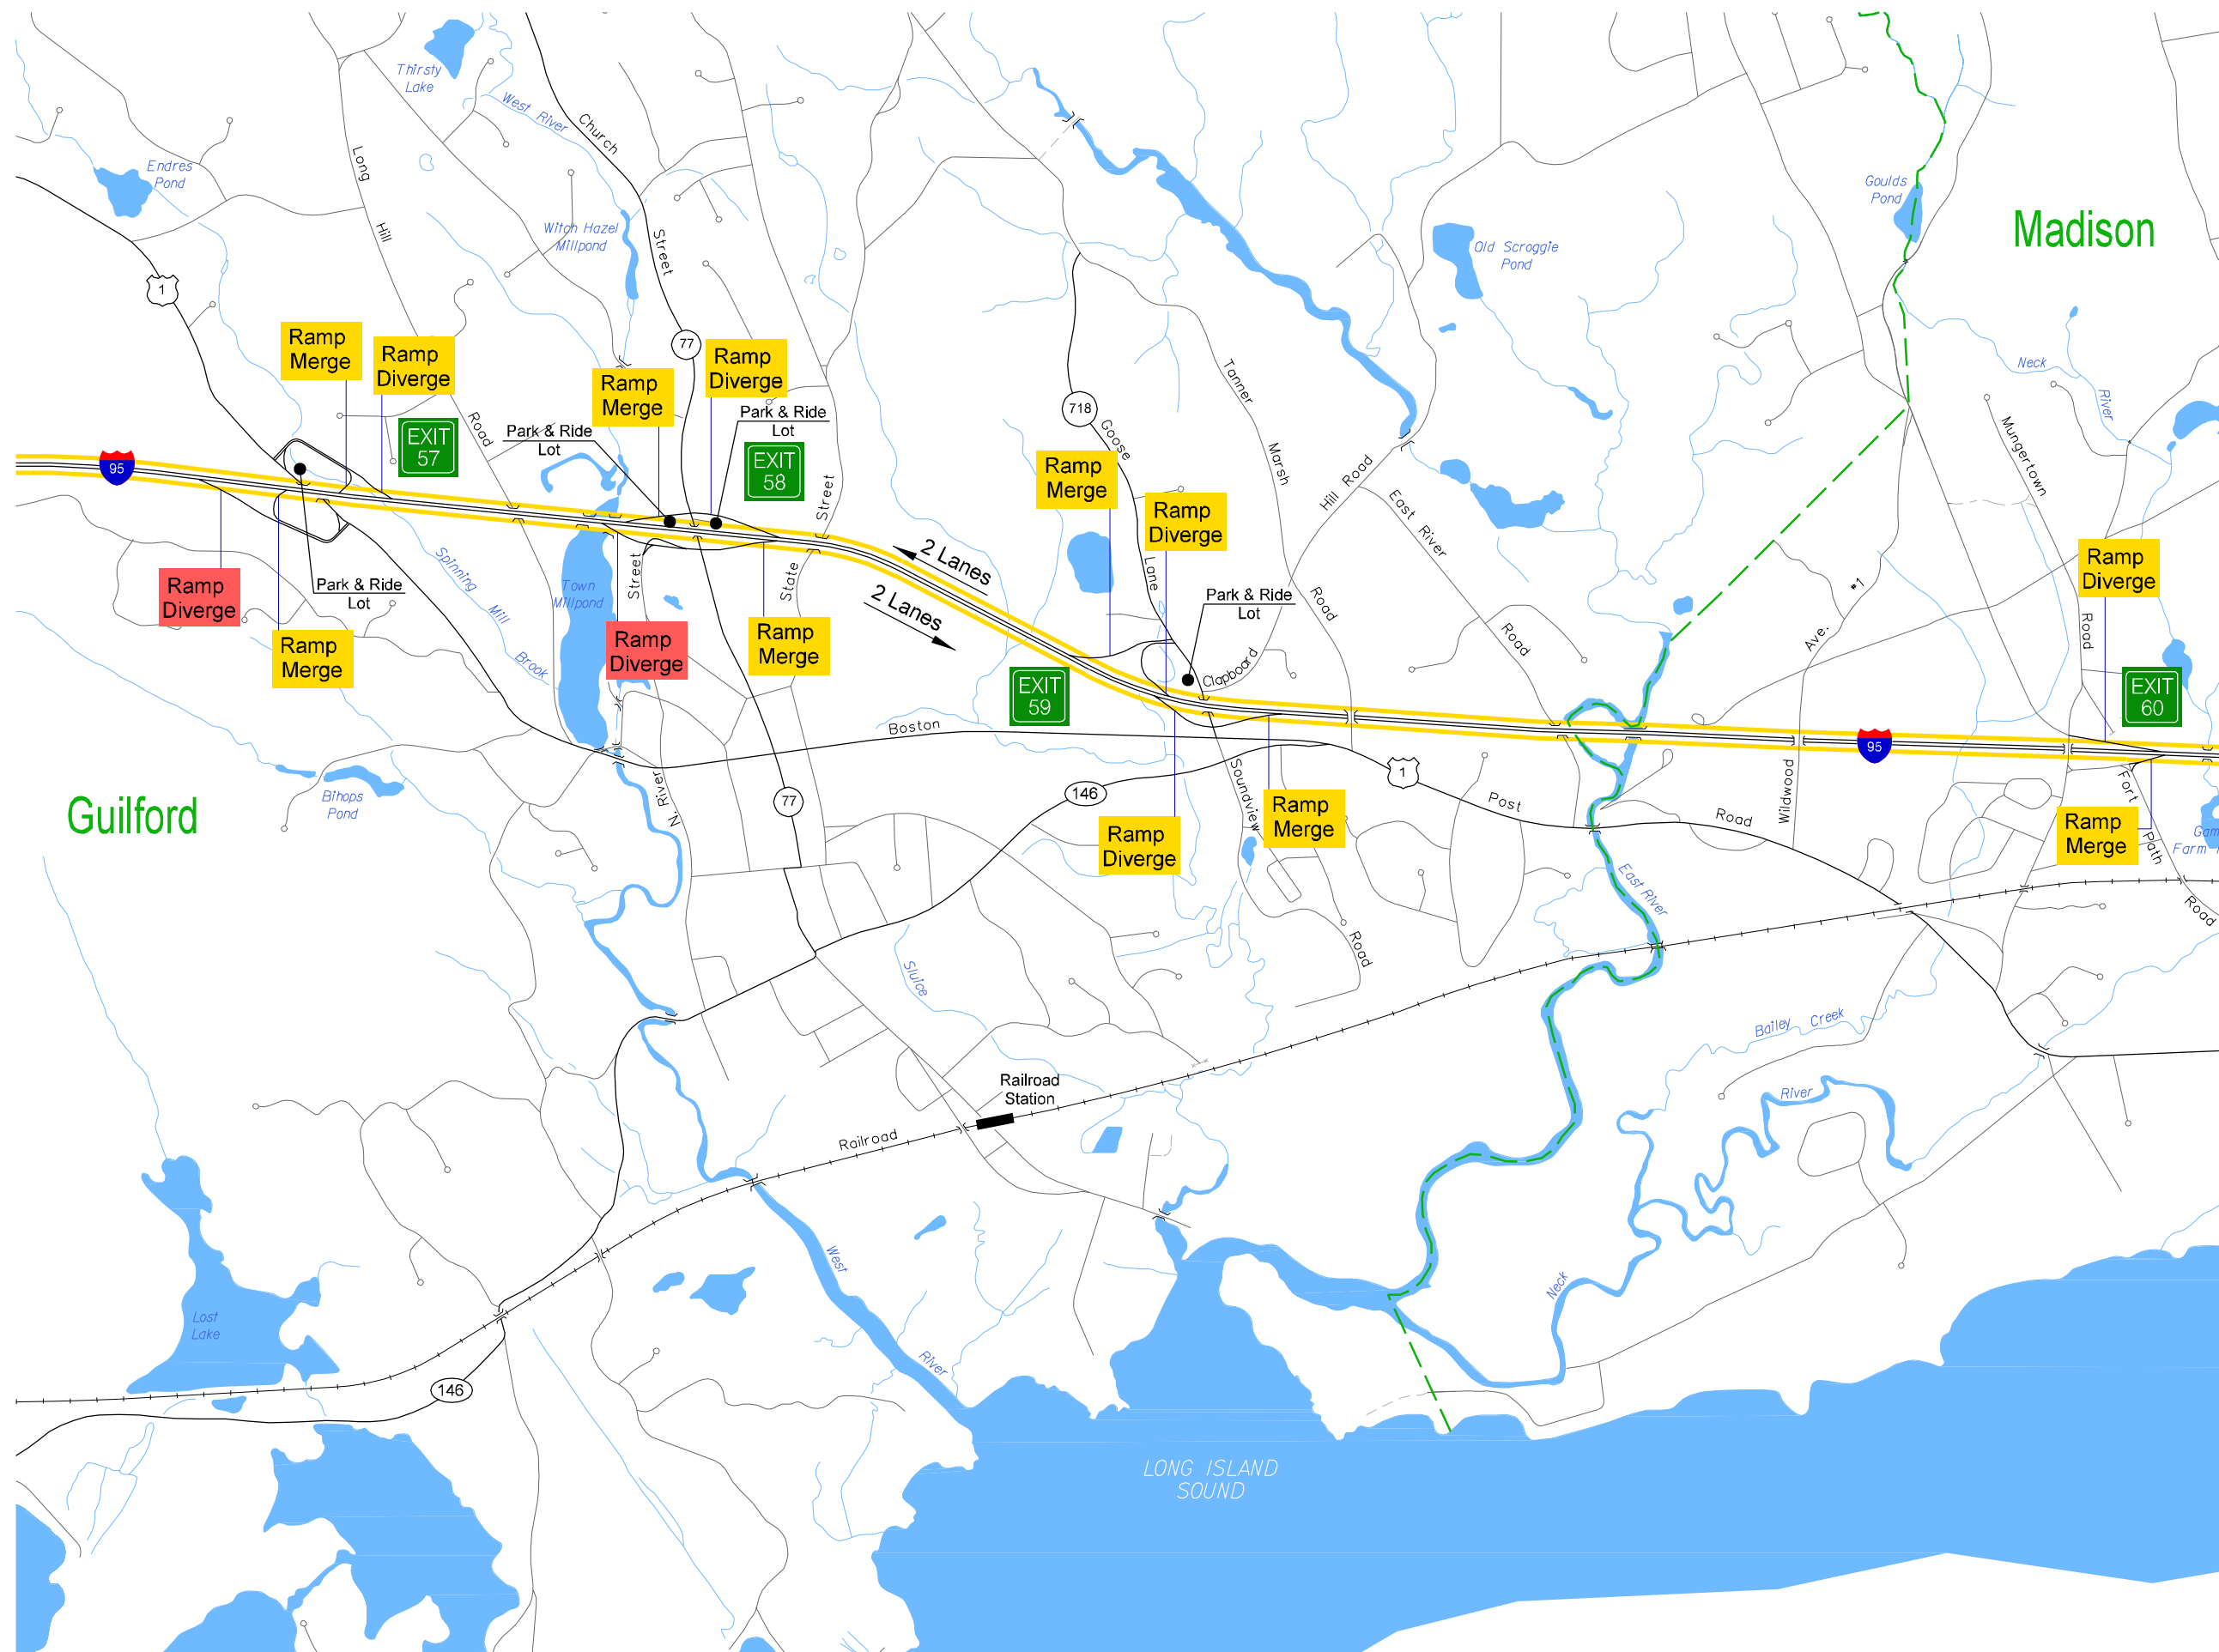 Thirsty
Lake
West River
Church
Street
Endres
Pond
Long
Hill
Road
Witch Hazel
Millpond
Goulds
Pond
Madison
Old Scroggie
Pond
1
77
Ramp
Merge
Ramp
Diverge
Ramp
Merge
Ramp
Diverge
Neck
River
Tanner
Marsh
Road
718
Goose
Lane
Park & Ride
Lot
Park & Ride
Lot
EXIT
57
EXIT
58
95
Ramp
Merge
Ramp
Diverge
Hill Road
Clapboard
East River
Road
Mungertown
Road
State
Street
2 Lanes
2 Lanes
Spinning Mill
Brook
Town
Millpond
Street
N. River
Ramp
Diverge
Park & Ride
Lot
Ramp
Merge
Ramp
Diverge
Ramp
Merge
Park & Ride
Lot
#1
Ramp
Diverge
EXIT
59
EXIT
60
Boston
Post
Road
1
95
Wildwood
Ave.
Soundview
Road
Fort
Path
Road
Guilford
Bihops
Pond
77
146
Ramp
Diverge
Ramp
Merge
Ramp
Merge
Gam
Farm
East River
Sluice
Bailey Creek
River
Neck
Railroad
Station
Railroad
West
River
Lost
Lake
146
LONG ISLAND
SOUND